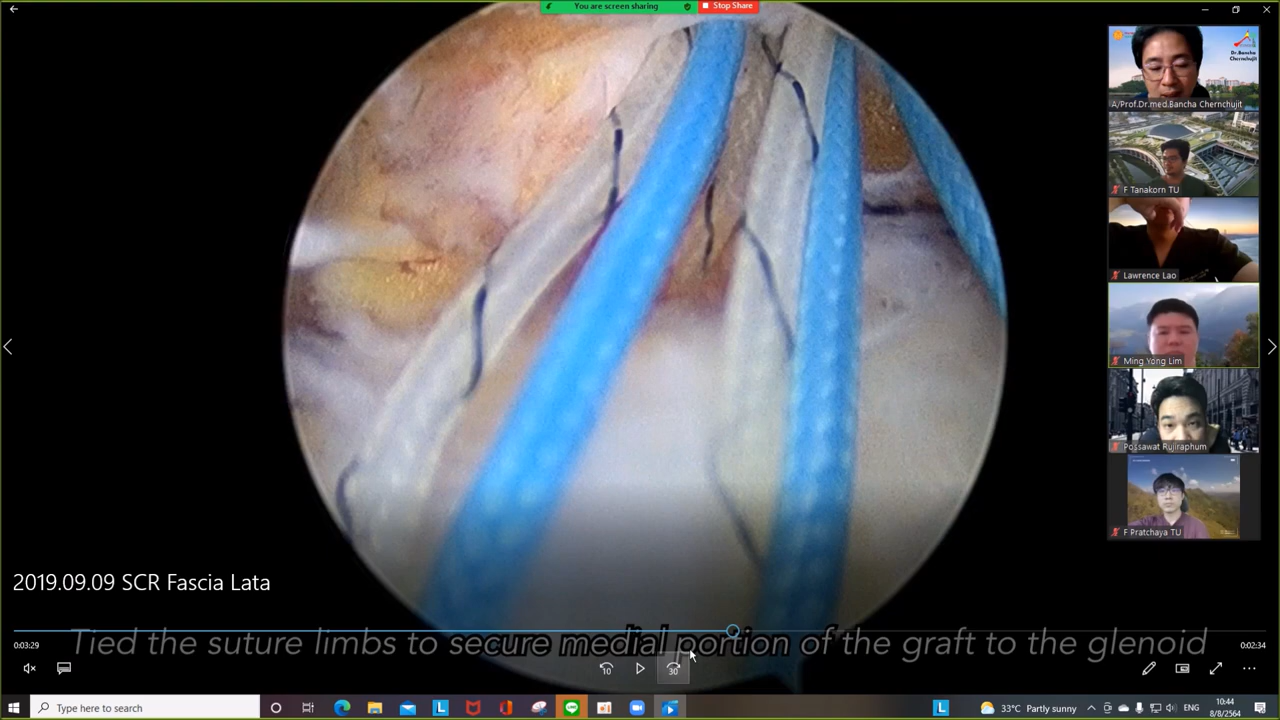 You are screen sharing
Stop Share
Dr.Bancha
Chernchujit
A/Prof.Dr.med.Bancha Chernchujit
F Tanakorn TU
Lawrence Lao
Ming Yong Lim
Possawat Rujiraphum
F Pratchaya TU
2019.09.09 SCR Fascia Lata
Tied the suture limbs to secure medial portion of the graft to the glenoid
0:03:29
0:02:34
10
30
Type here to search
33°C Partly sunny
10:44
8/8/2564